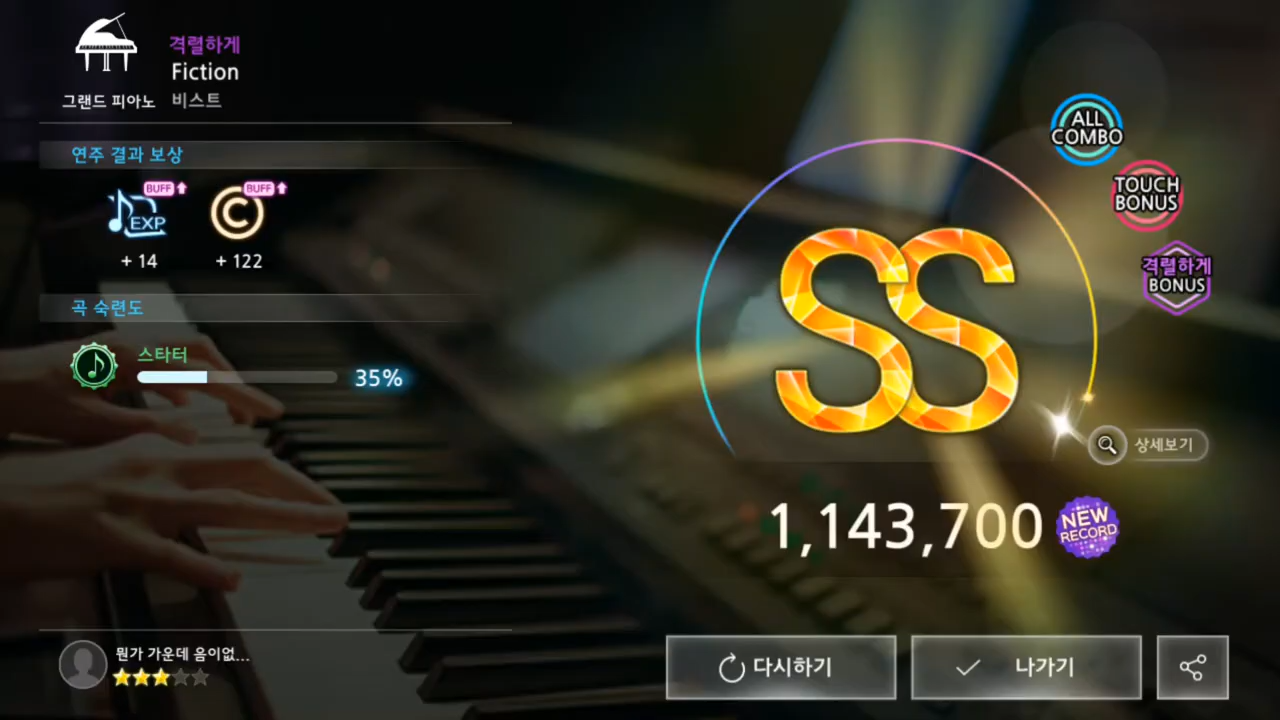 격렬하게
Fiction
그랜드 피아노
비스트
연주 결과 보상
BUFF
BUFF
EXP
C
+ 14
+ 122
곡 숙련도
스타터
35%
ALL
COMBO
TOUCH
BONUS
격렬하게
BONUS
SS
상세보기
1,143,700
NEW
RECORD
뭔가 가운데 음이없...
다시하기
나가기